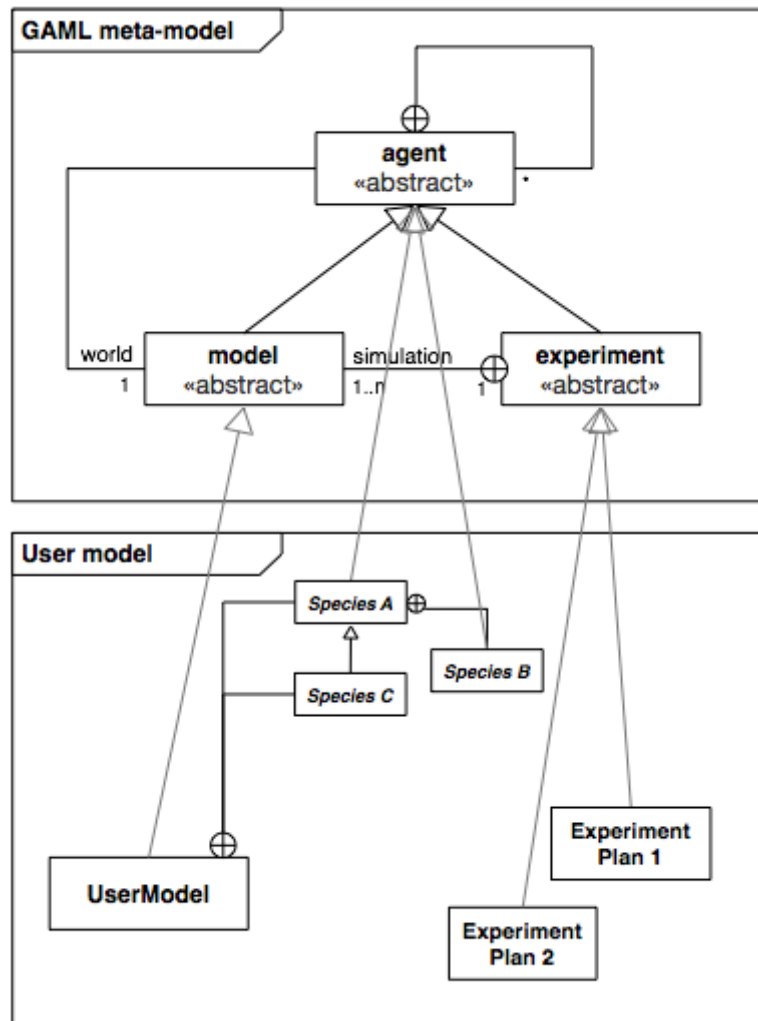 GAML meta-model
agent
«abstract»
*
world
1
model
«abstract»
simulation
1..n
1
experiment
«abstract»
User model
Species A
Species B
Species C
Experiment
Plan 1
UserModel
Experiment
Plan 2